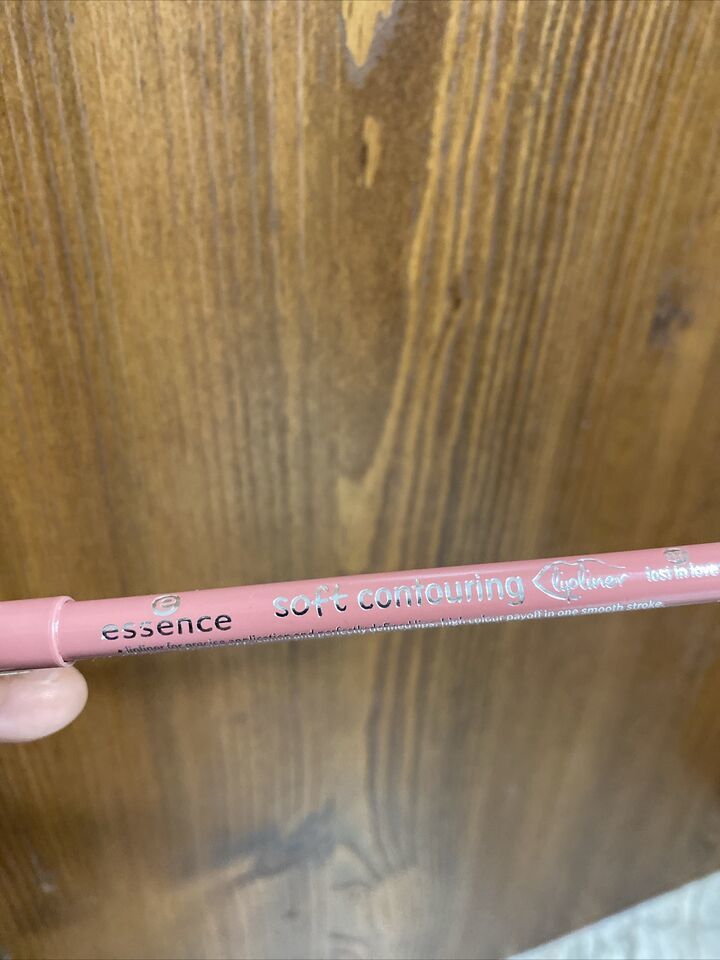 e
essence soft contouring lipliner lost in love
• lipliner for precise application and perfectly defined lips. high colour payoff in one smooth stroke.